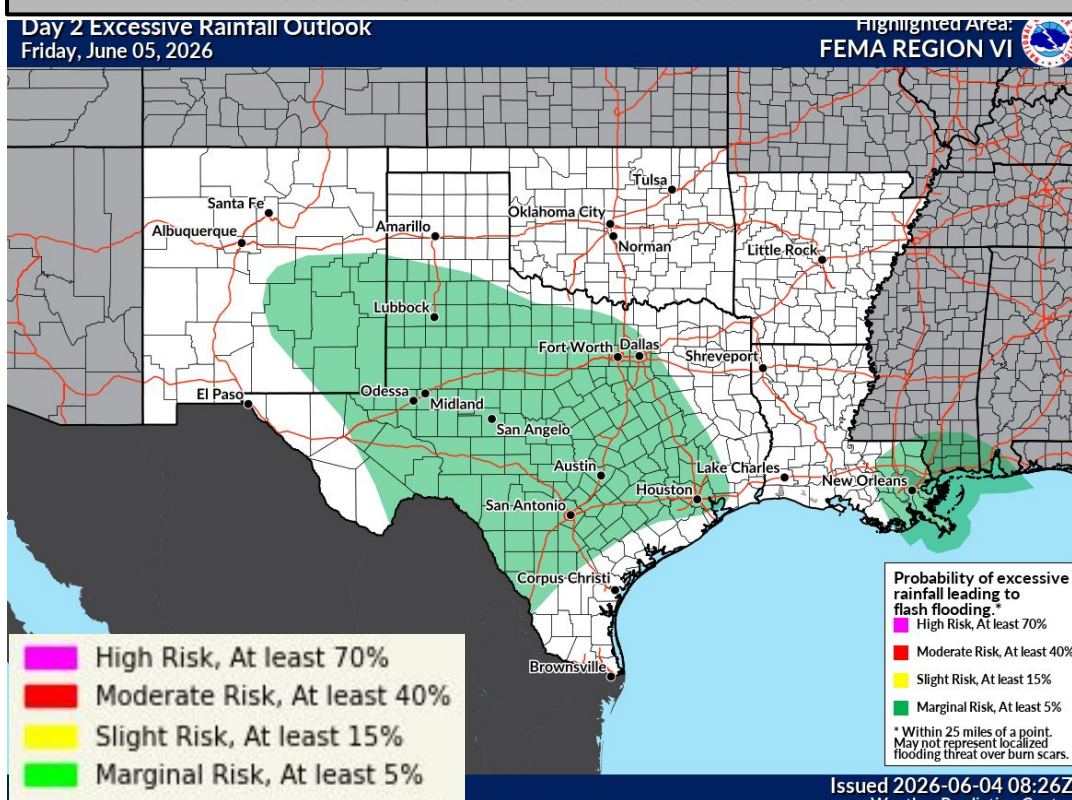 Day 2 Excessive Rainfall Outlook
Friday, June 05, 2026
Highlighted Area:
FEMA REGION VI
Tulsa
Santa Fe
Oklahoma City
Albuquerque
Amarillo
Norman
Little Rock
Lubbock
Fort Worth
Dallas
Shreveport
El Paso
Odessa
Midland
San Angelo
Austin
Lake Charles
Houston
New Orleans
San Antonio
Corpus Christi
Brownsville
Probability of excessive
rainfall leading to
flash flooding.*
High Risk, At least 70%
Moderate Risk, At least 40%
Slight Risk, At least 15%
Marginal Risk, At least 5%
* Within 25 miles of a point.
May not represent localized
flooding threat over burn scars.
High Risk, At least 70%
Moderate Risk, At least 40%
Slight Risk, At least 15%
Marginal Risk, At least 5%
Issued 2026-06-04 08:26Z